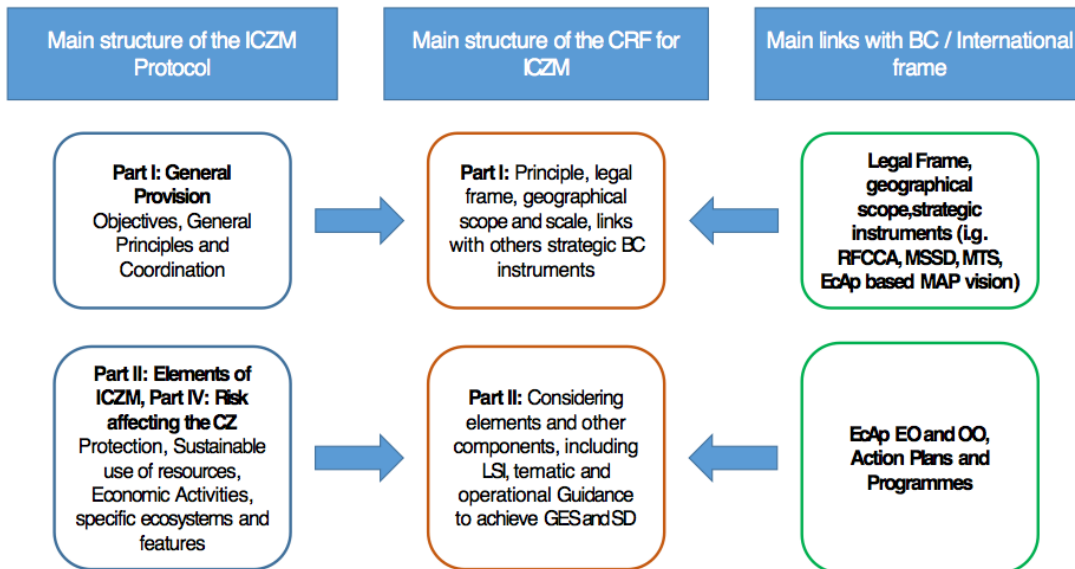 Main structure of the ICZM
Protocol
Main structure of the CRF for
ICZM
Main links with BC / International
frame
Part I: General
Provision
Objectives, General
Principles and
Coordination
Part I: Principle, legal
frame, geographical
scope and scale, links
with others strategic BC
instruments
Legal Frame,
geographical
scope,strategic
instruments (i.g.
RFCCA, MSSD, MTS,
EcAp based MAP vision)
Part II: Elements of
ICZM, Part IV: Risk
affecting the CZ
Protection, Sustainable
use of resources,
Economic Activities,
specific ecosystems and
features
Part II: Considering
elements and other
components, including
LSI, tematic and
operational Guidance
to achieve GES and SD
EcAp EO and OO,
Action Plans and
Programmes